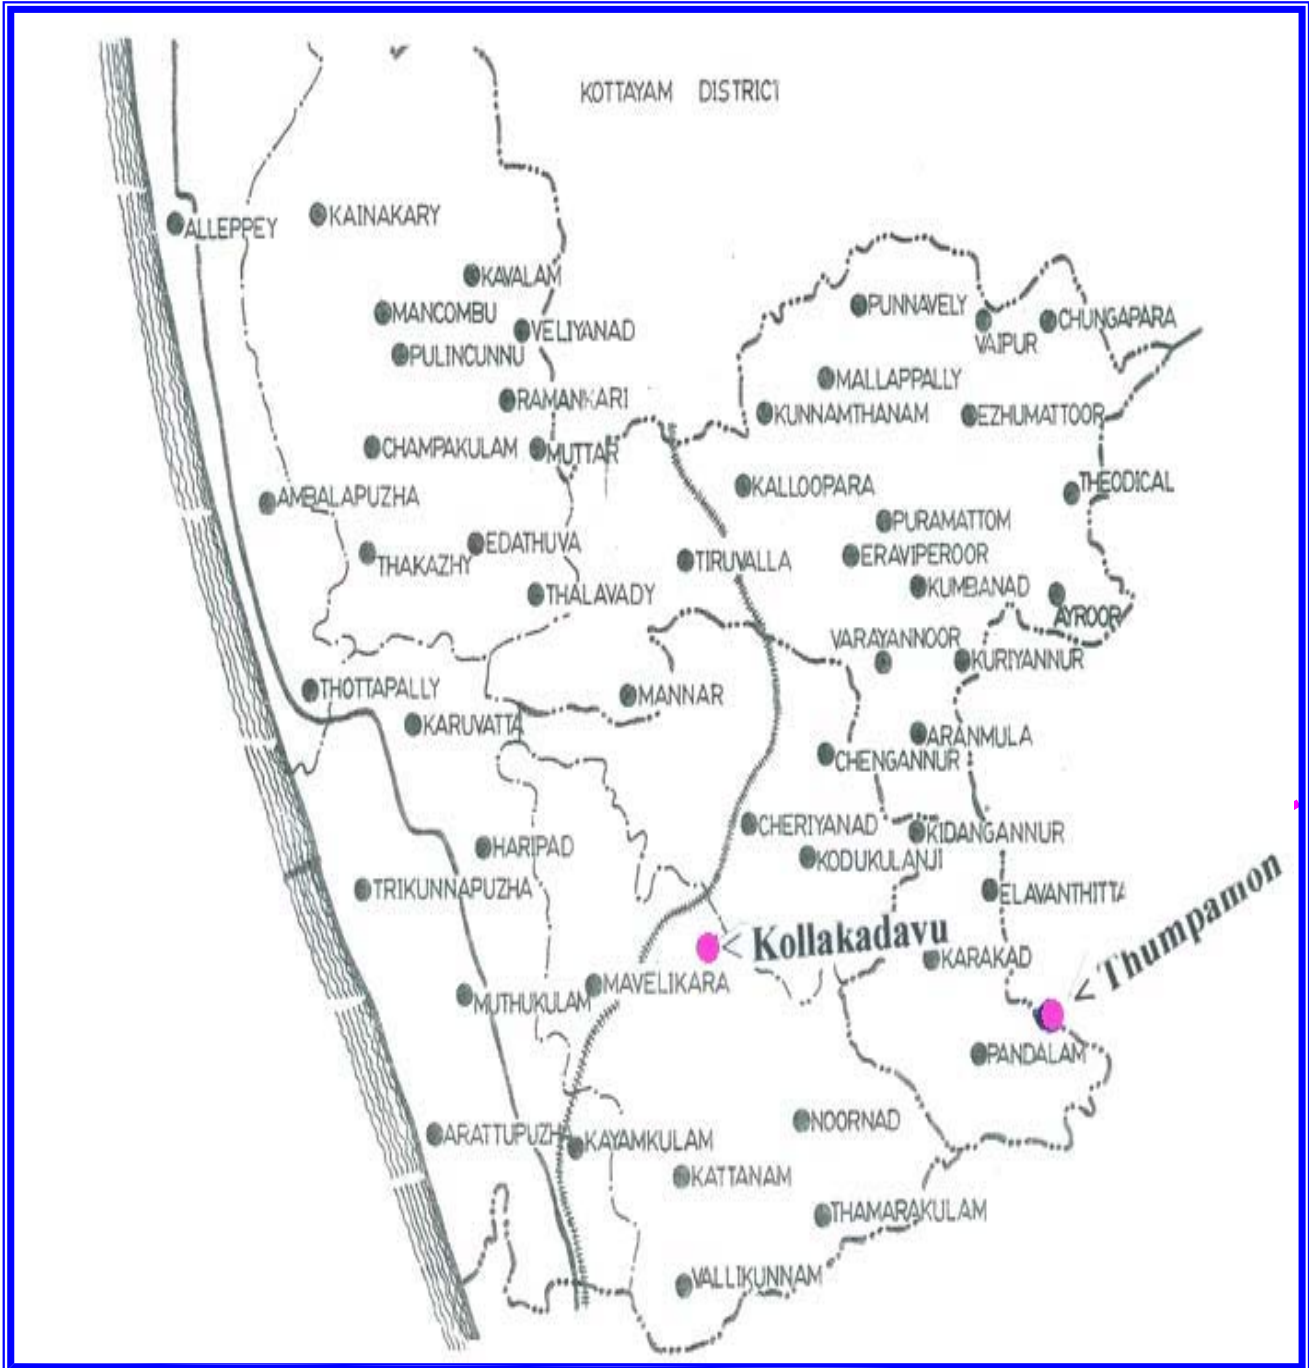 KOTTAYAM DISTRICT
ALLEPPEY
KAINAKARY
KAVALAM
MANCOMBU
VELIYANAD
PUNNAVELY
VAIPUR
CHUNGAPARA
PULINCUNNU
MALLAPPALLY
RAMANKARI
KUNNAMTHANAM
EZHUMATTOOR
CHAMPAKULAM
MUTTAR
KALLOOPARA
THEODICAL
AMBALAPUZHA
PURAMATTOM
EDATHUVA
THAKAZHY
TIRUVALLA
ERAVIPEROOR
KUMBANAD
THALAVADY
AYROOR
VARAYANNOOR
KURIYANNUR
THOTTAPALLY
MANNAR
KARUVATTA
ARANMULA
CHENGANNUR
CHERIYANAD
KIDANGANNUR
HARIPAD
KODUKULANJI
TRIKUNNAPUZHA
ELAVANTHITTA
< Kollakadavu
KARAKAD
< Thumpamon
MAVELIKARA
MUTHUKULAM
PANDALAM
ARATTUPUZH
KAYAMKULAM
NOORNAD
KATTANAM
THAMARAKULAM
VALLIKUNNAM